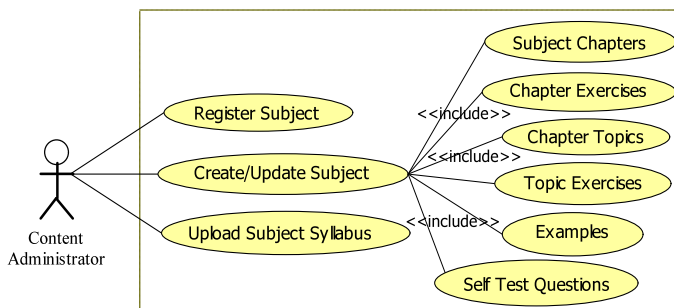 Subject Chapters
Chapter Exercises
<<include>>
Register Subject
Chapter Topics
<<include>>
Create/Update Subject
Topic Exercises
<<include>>
Upload Subject Syllabus
Examples
Content
Administrator
Self Test Questions